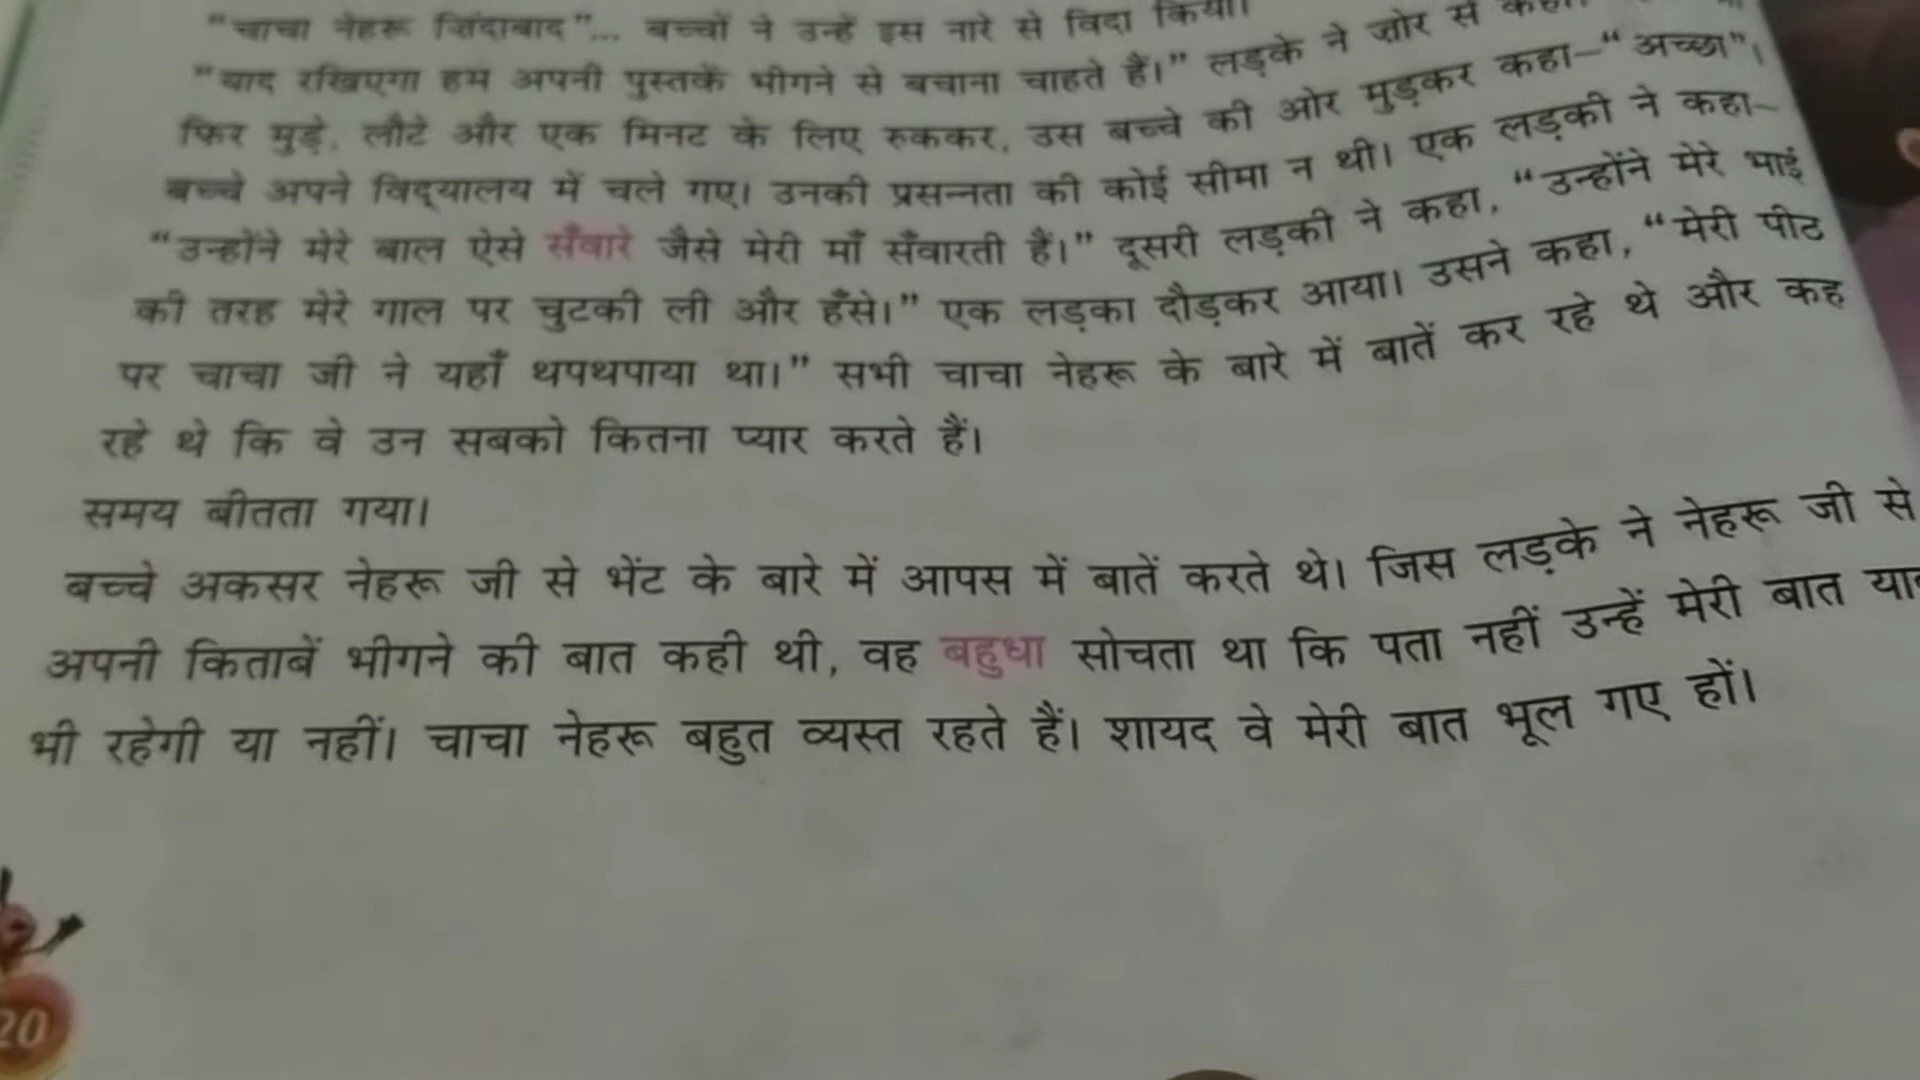 “चाचा नेहरू ज़िंदाबाद”... बच्चों ने उन्हें इस नारे से विदा किया।
“याद रखिएगा हम अपनी पुस्तकें भीगने से बचाना चाहते हैं।” लड़के ने ज़ोर से कहा।
फिर मुड़े, लौटे और एक मिनट के लिए रुककर, उस बच्चे की ओर मुड़कर कहा–“अच्छा”।
बच्चे अपने विद्यालय में चले गए। उनकी प्रसन्नता की कोई सीमा न थी। एक लड़की ने कहा–
“उन्होंने मेरे बाल ऐसे सँवारे जैसे मेरी माँ सँवारती हैं।” दूसरी लड़की ने कहा, “उन्होंने मेरे भाई
की तरह मेरे गाल पर चुटकी ली और हँसे।” एक लड़का दौड़कर आया। उसने कहा, “मेरी पीठ
पर चाचा जी ने यहाँ थपथपाया था।” सभी चाचा नेहरू के बारे में बातें कर रहे थे और कह
रहे थे कि वे उन सबको कितना प्यार करते हैं।
समय बीतता गया।
बच्चे अकसर नेहरू जी से भेंट के बारे में आपस में बातें करते थे। जिस लड़के ने नेहरू जी से
अपनी किताबें भीगने की बात कही थी, वह बहुधा सोचता था कि पता नहीं उन्हें मेरी बात
भी रहेगी या नहीं। चाचा नेहरू बहुत व्यस्त रहते हैं। शायद वे मेरी बात भूल गए हों।
20